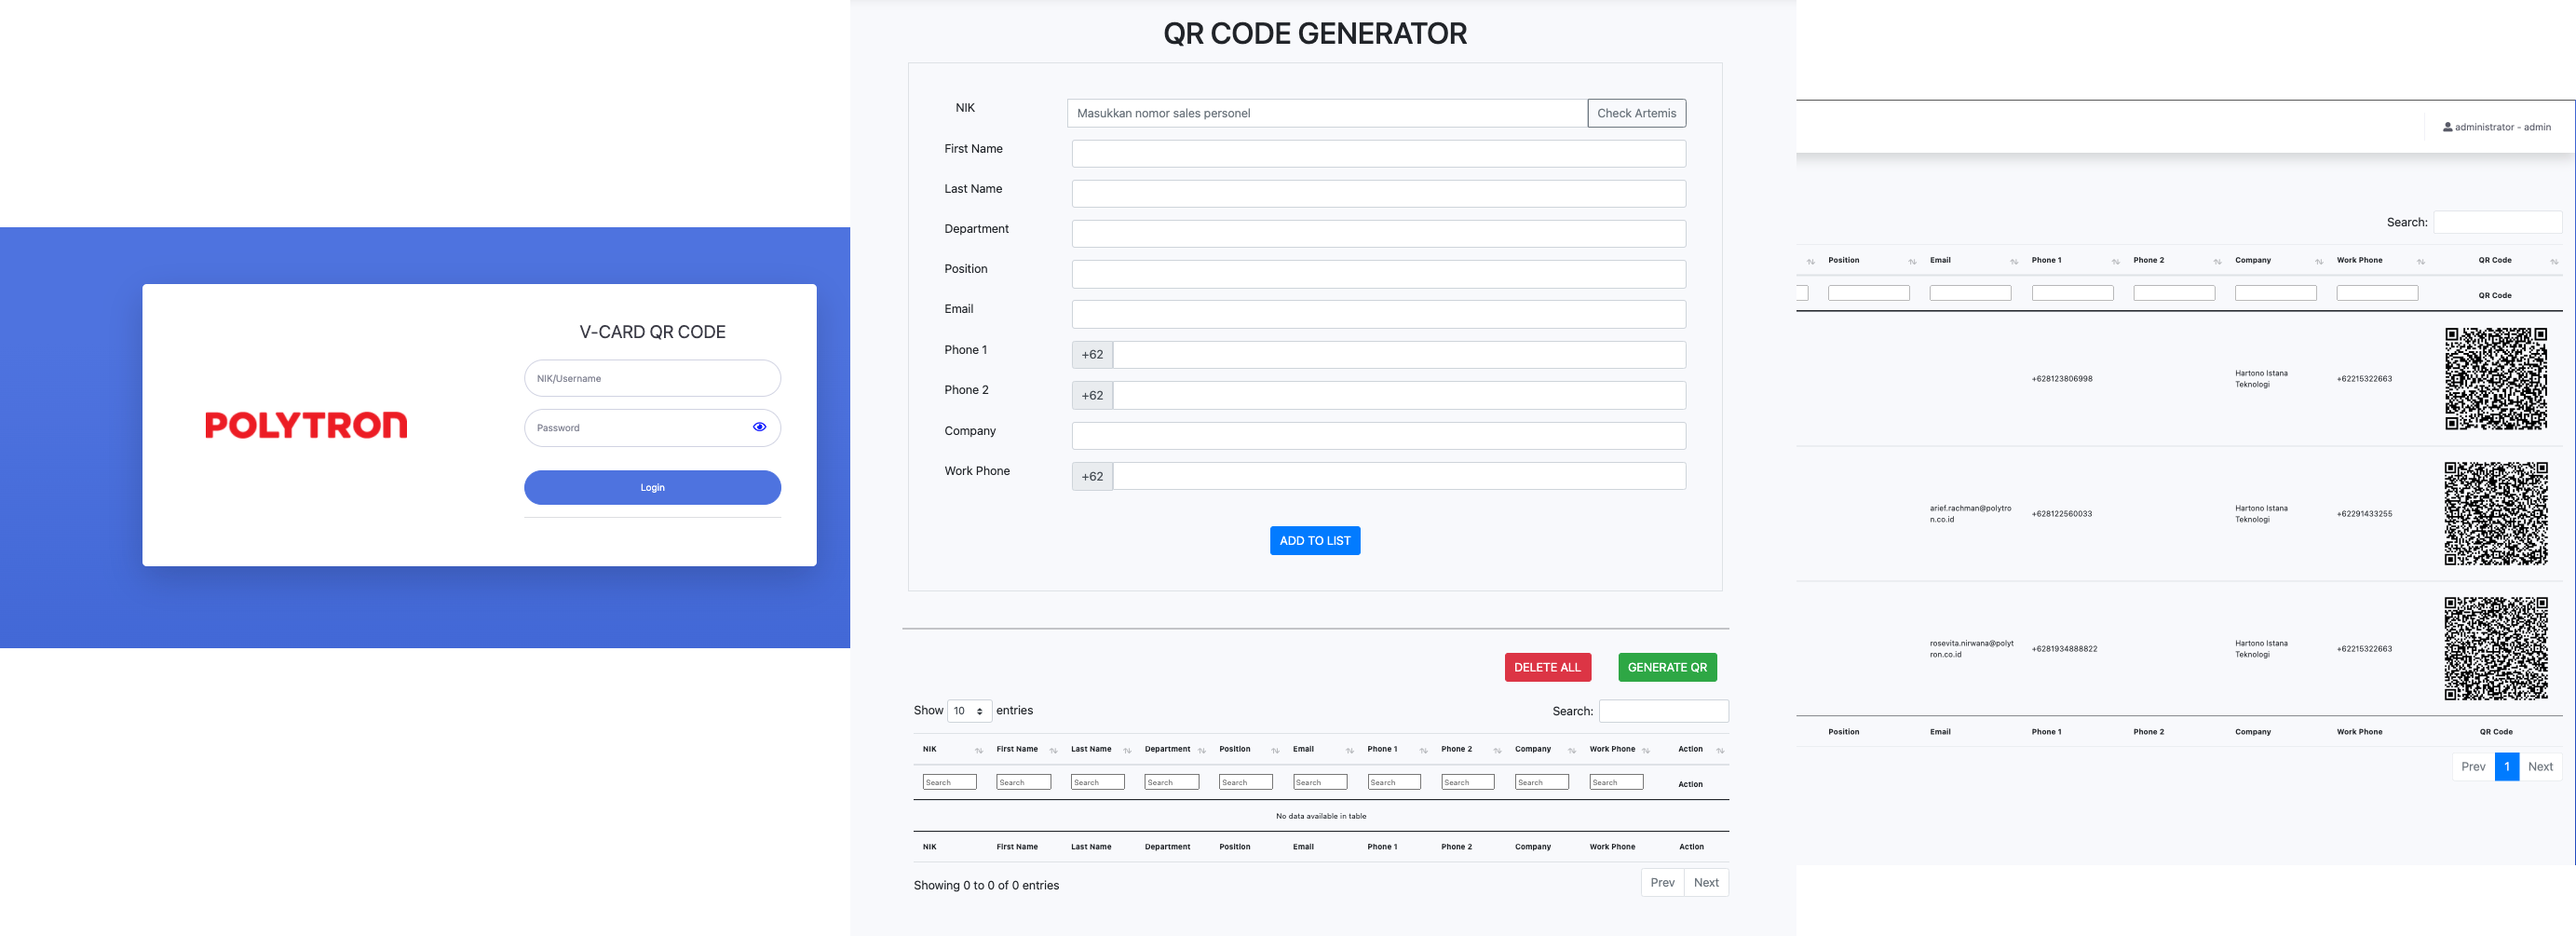 POLYTRON
V-CARD QR CODE
NIK/Username
Password
Login
QR CODE GENERATOR
NIK
Masukkan nomor sales personel
Check Artemis
First Name
Last Name
Department
Position
Email
Phone 1
+62
Phone 2
+62
Company
Work Phone
+62
ADD TO LIST
DELETE ALL
GENERATE QR
Show 10 entries
Search:
NIK First Name Last Name Department Position Email Phone 1 Phone 2 Company Work Phone Action
Search Search Search Search Search Search Search Search Search Search Action
No data available in table
NIK First Name Last Name Department Position Email Phone 1 Phone 2 Company Work Phone Action
Showing 0 to 0 of 0 entries
Prev Next
administrator - admin
Search:
Position Email Phone 1 Phone 2 Company Work Phone QR Code
QR Code
+628123806998 Hartono Istana +62215322663
Teknologi
arief.rachman@polytro +628122560033 Hartono Istana +62291433255
n.co.id Teknologi
rosevita.nirwana@polyt +6281934888822 Hartono Istana +62215322663
ron.co.id Teknologi
Position Email Phone 1 Phone 2 Company Work Phone QR Code
Prev 1 Next